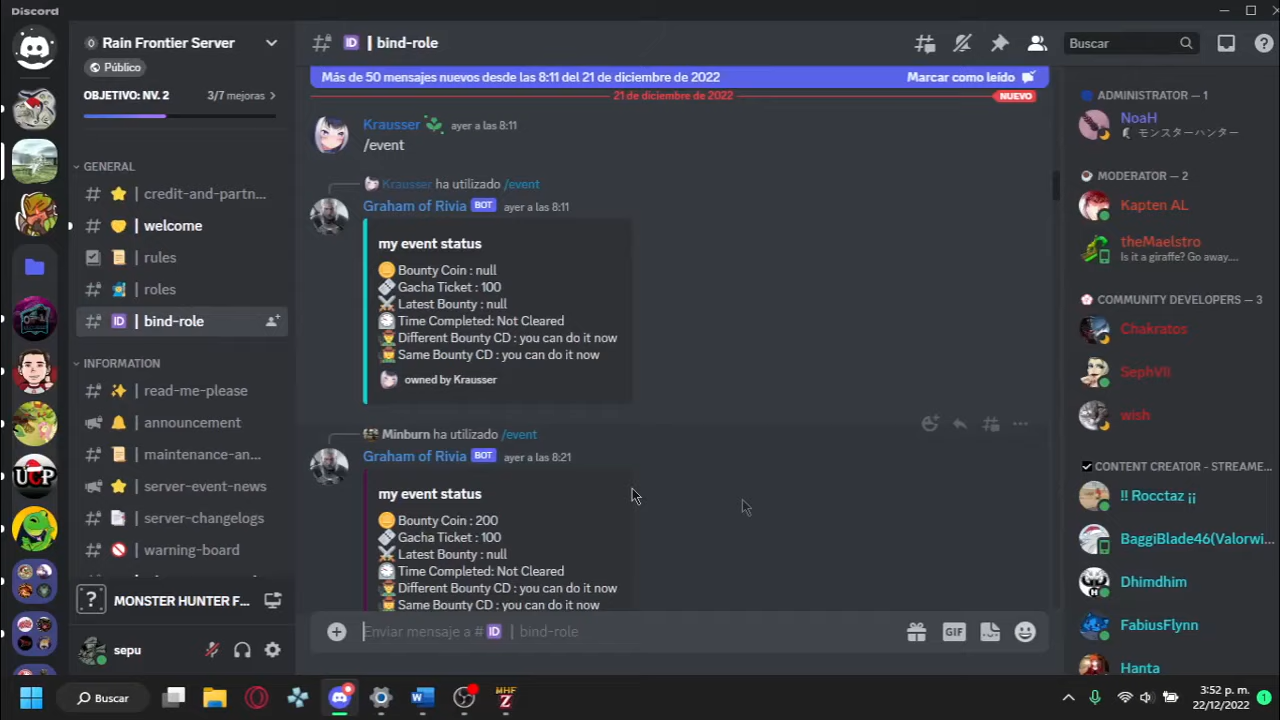 Discord
Rain Frontier Server
Público
OBJETIVO: NV. 2 3/7 mejoras >
GENERAL
| credit-and-partn...
| welcome
| rules
| roles
ID | bind-role
INFORMATION
| read-me-please
| announcement
| maintenance-an...
| server-event-news
| server-changelogs
| warning-board
? MONSTER HUNTER F...
sepu
ID | bind-role
Buscar
Más de 50 mensajes nuevos desde las 8:11 del 21 de diciembre de 2022 Marcar como leído
21 de diciembre de 2022 NUEVO
Krausser ayer a las 8:11
/event
Krausser ha utilizado /event
Graham of Rivia BOT ayer a las 8:11
my event status
Bounty Coin : null
Gacha Ticket : 100
Latest Bounty : null
Time Completed: Not Cleared
Different Bounty CD : you can do it now
Same Bounty CD : you can do it now
owned by Krausser
Minburn ha utilizado /event
Graham of Rivia BOT ayer a las 8:21
my event status
Bounty Coin : 200
Gacha Ticket : 100
Latest Bounty : null
Time Completed: Not Cleared
Different Bounty CD : you can do it now
Same Bounty CD : you can do it now
Enviar mensaje a # ID | bind-role
GIF
ADMINISTRATOR — 1
NoaH
モンスターハンター
MODERATOR — 2
Kapten AL
theMaelstro
Is it a giraffe? Go away....
COMMUNITY DEVELOPERS — 3
Chakratos
SephVII
wish
CONTENT CREATOR - STREAME...
!! Rocctaz ¡¡
BaggiBlade46(Valorwi...
Dhimdhim
FabiusFlynn
Hanta
UCP
Buscar
W
MHF
Z
3:52 p. m.
22/12/2022
1